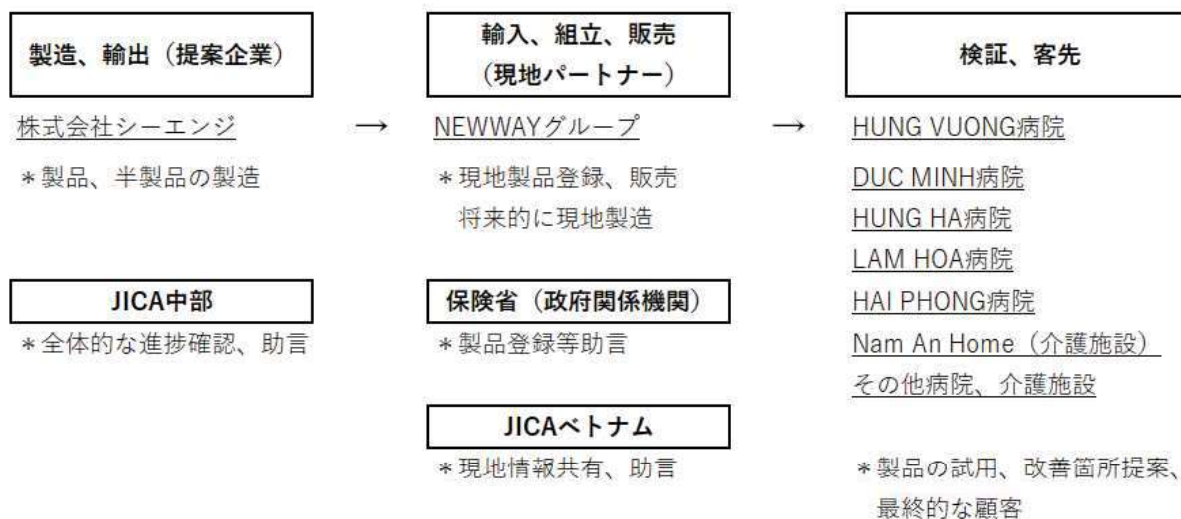 製造、輸出（提案企業）
株式会社シーエンジ
＊製品、半製品の製造
JICA中部
＊全体的な進捗確認、助言
→
輸入、組立、販売
（現地パートナー）
NEWWAYグループ
＊現地製品登録、販売
将来的に現地製造
保険省（政府関係機関）
＊製品登録等助言
JICAベトナム
＊現地情報共有、助言
→
検証、客先
HUNG VUONG病院
DUC MINH病院
HUNG HA病院
LAM HOA病院
HAI PHONG病院
Nam An Home（介護施設）
その他病院、介護施設
＊製品の試用、改善箇所提案、
最終的な顧客